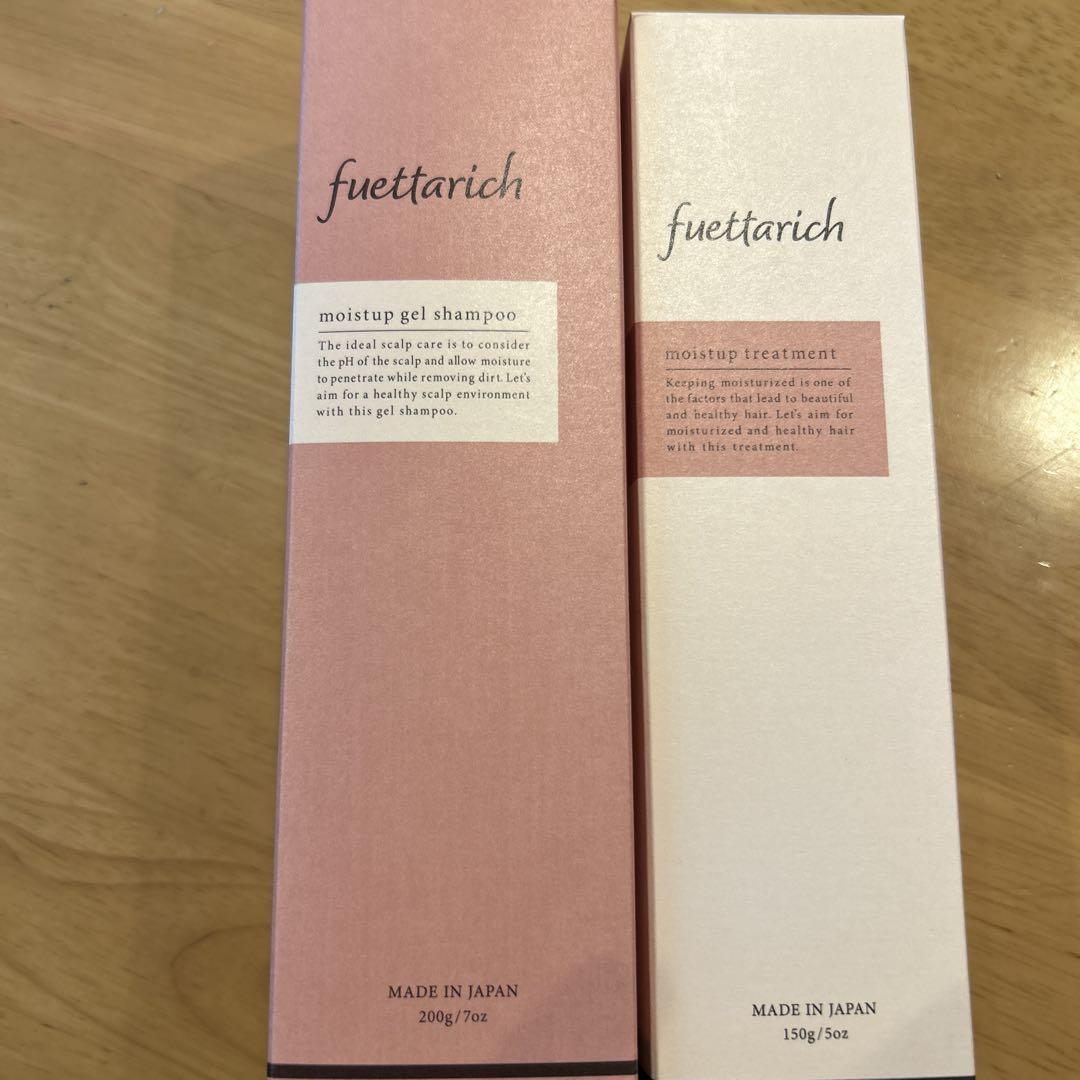 fuettarich
moistup gel shampoo
The ideal scalp care is to consider
the pH of the scalp and allow moisture
to penetrate while removing dirt. Let's
aim for a healthy scalp environment
with this gel shampoo.
MADE IN JAPAN
200g/7oz
fuettarich
moistup treatment
Keeping moisturized is one of
the factors that lead to beautiful
and healthy hair. Let's aim for
moisturized and healthy hair
with this treatment.
MADE IN JAPAN
150g/5oz